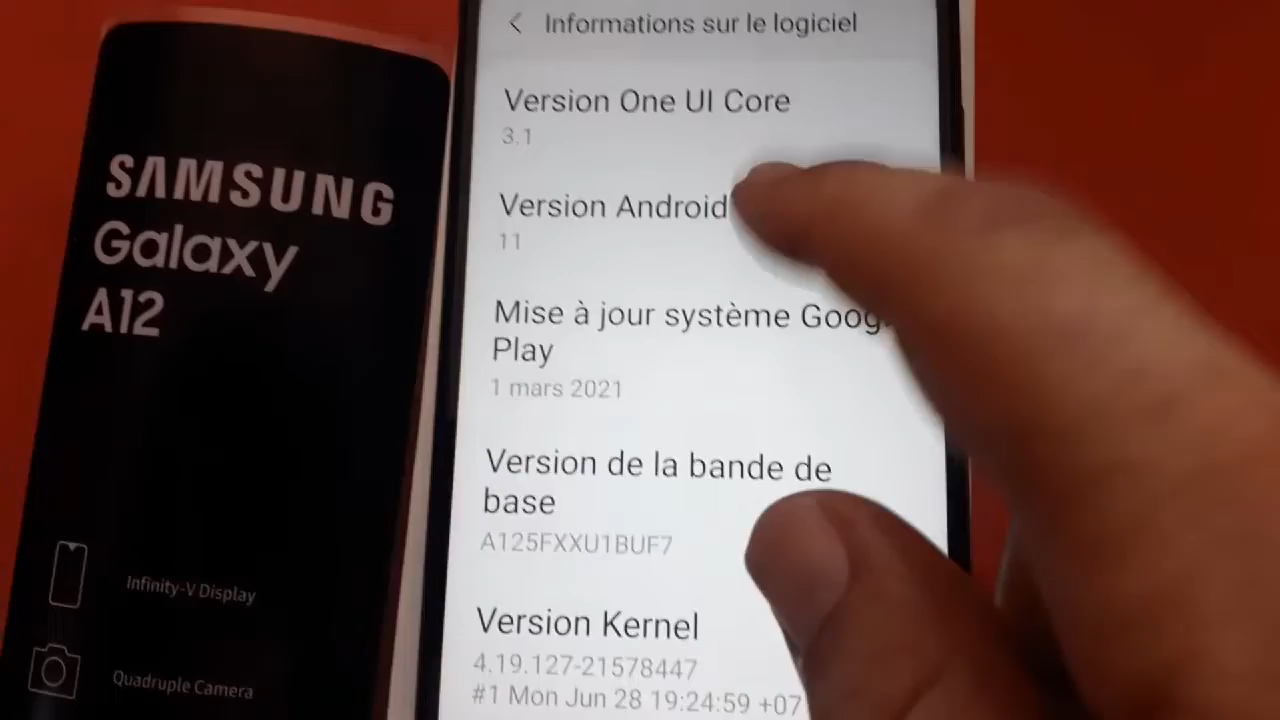 SAMSUNG
Galaxy
A12
Infinity-V Display
Quadruple Camera
Informations sur le logiciel
Version One UI Core
3.1
Version Android
11
Mise à jour système
Play
1 mars 2021
Version de la bande de
base
A125FXXU1BUF7
Version Kernel
4.19.127-21578447
#1 Mon Jun 28 19:24:59 +07